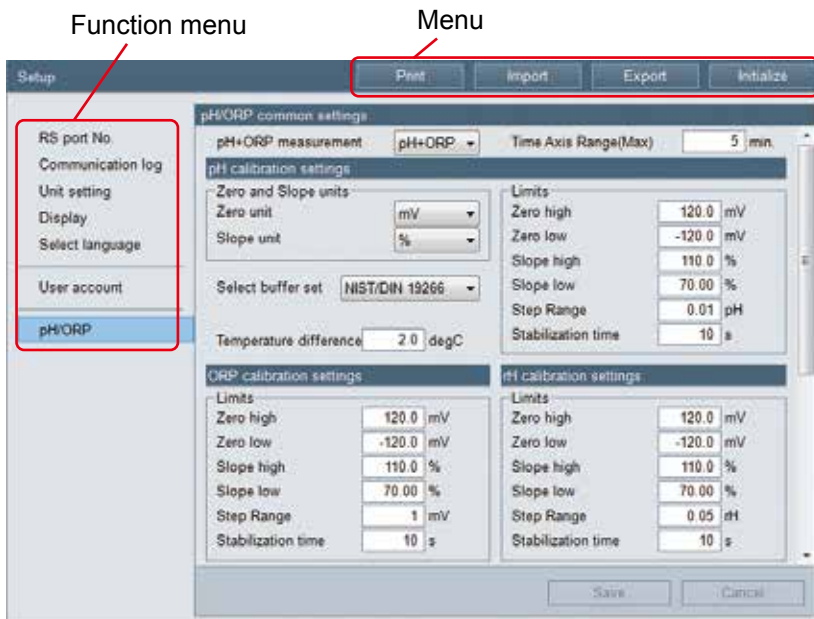 Function menu Menu
Setup Print Import Export Initialize
RS port No.
Communication log
Unit setting
Display
Select language
User account
pH/ORP
pH/ORP common settings
pH+ORP measurement pH+ORP Time Axis Range(Max) 5 min.
pH calibration settings
Zero and Slope units
Zero unit mV
Slope unit %
Select buffer set NIST/DIN 19266
Temperature difference 2.0 degC
Limits
Zero high 120.0 mV
Zero low -120.0 mV
Slope high 110.0 %
Slope low 70.00 %
Step Range 0.01 pH
Stabilization time 10 s
ORP calibration settings
Limits
Zero high 120.0 mV
Zero low -120.0 mV
Slope high 110.0 %
Slope low 70.00 %
Step Range 1 mV
Stabilization time 10 s
rH calibration settings
Limits
Zero high 120.0 mV
Zero low -120.0 mV
Slope high 110.0 %
Slope low 70.00 %
Step Range 0.05 rH
Stabilization time 10 s
Save Cancel